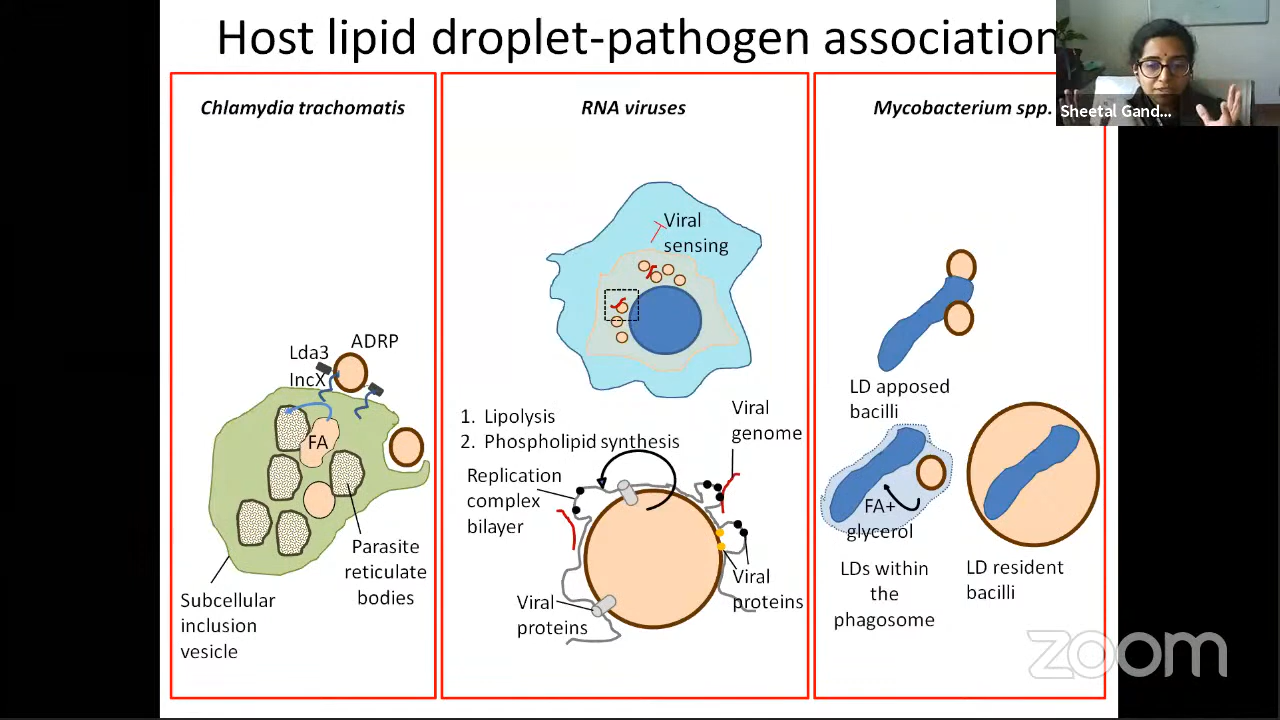 Host lipid droplet-pathogen association
Sheetal Gand...
Chlamydia trachomatis
RNA viruses
Mycobacterium spp.
Viral
sensing
Lda3
ADRP
IncX
FA
Parasite
reticulate
bodies
Subcellular
inclusion
vesicle
1. Lipolysis
2. Phospholipid synthesis
Viral
genome
Replication
complex
bilayer
Viral
proteins
Viral
proteins
LD apposed
bacilli
FA+
glycerol
LDs within
the
phagosome
LD resident
bacilli
zoom